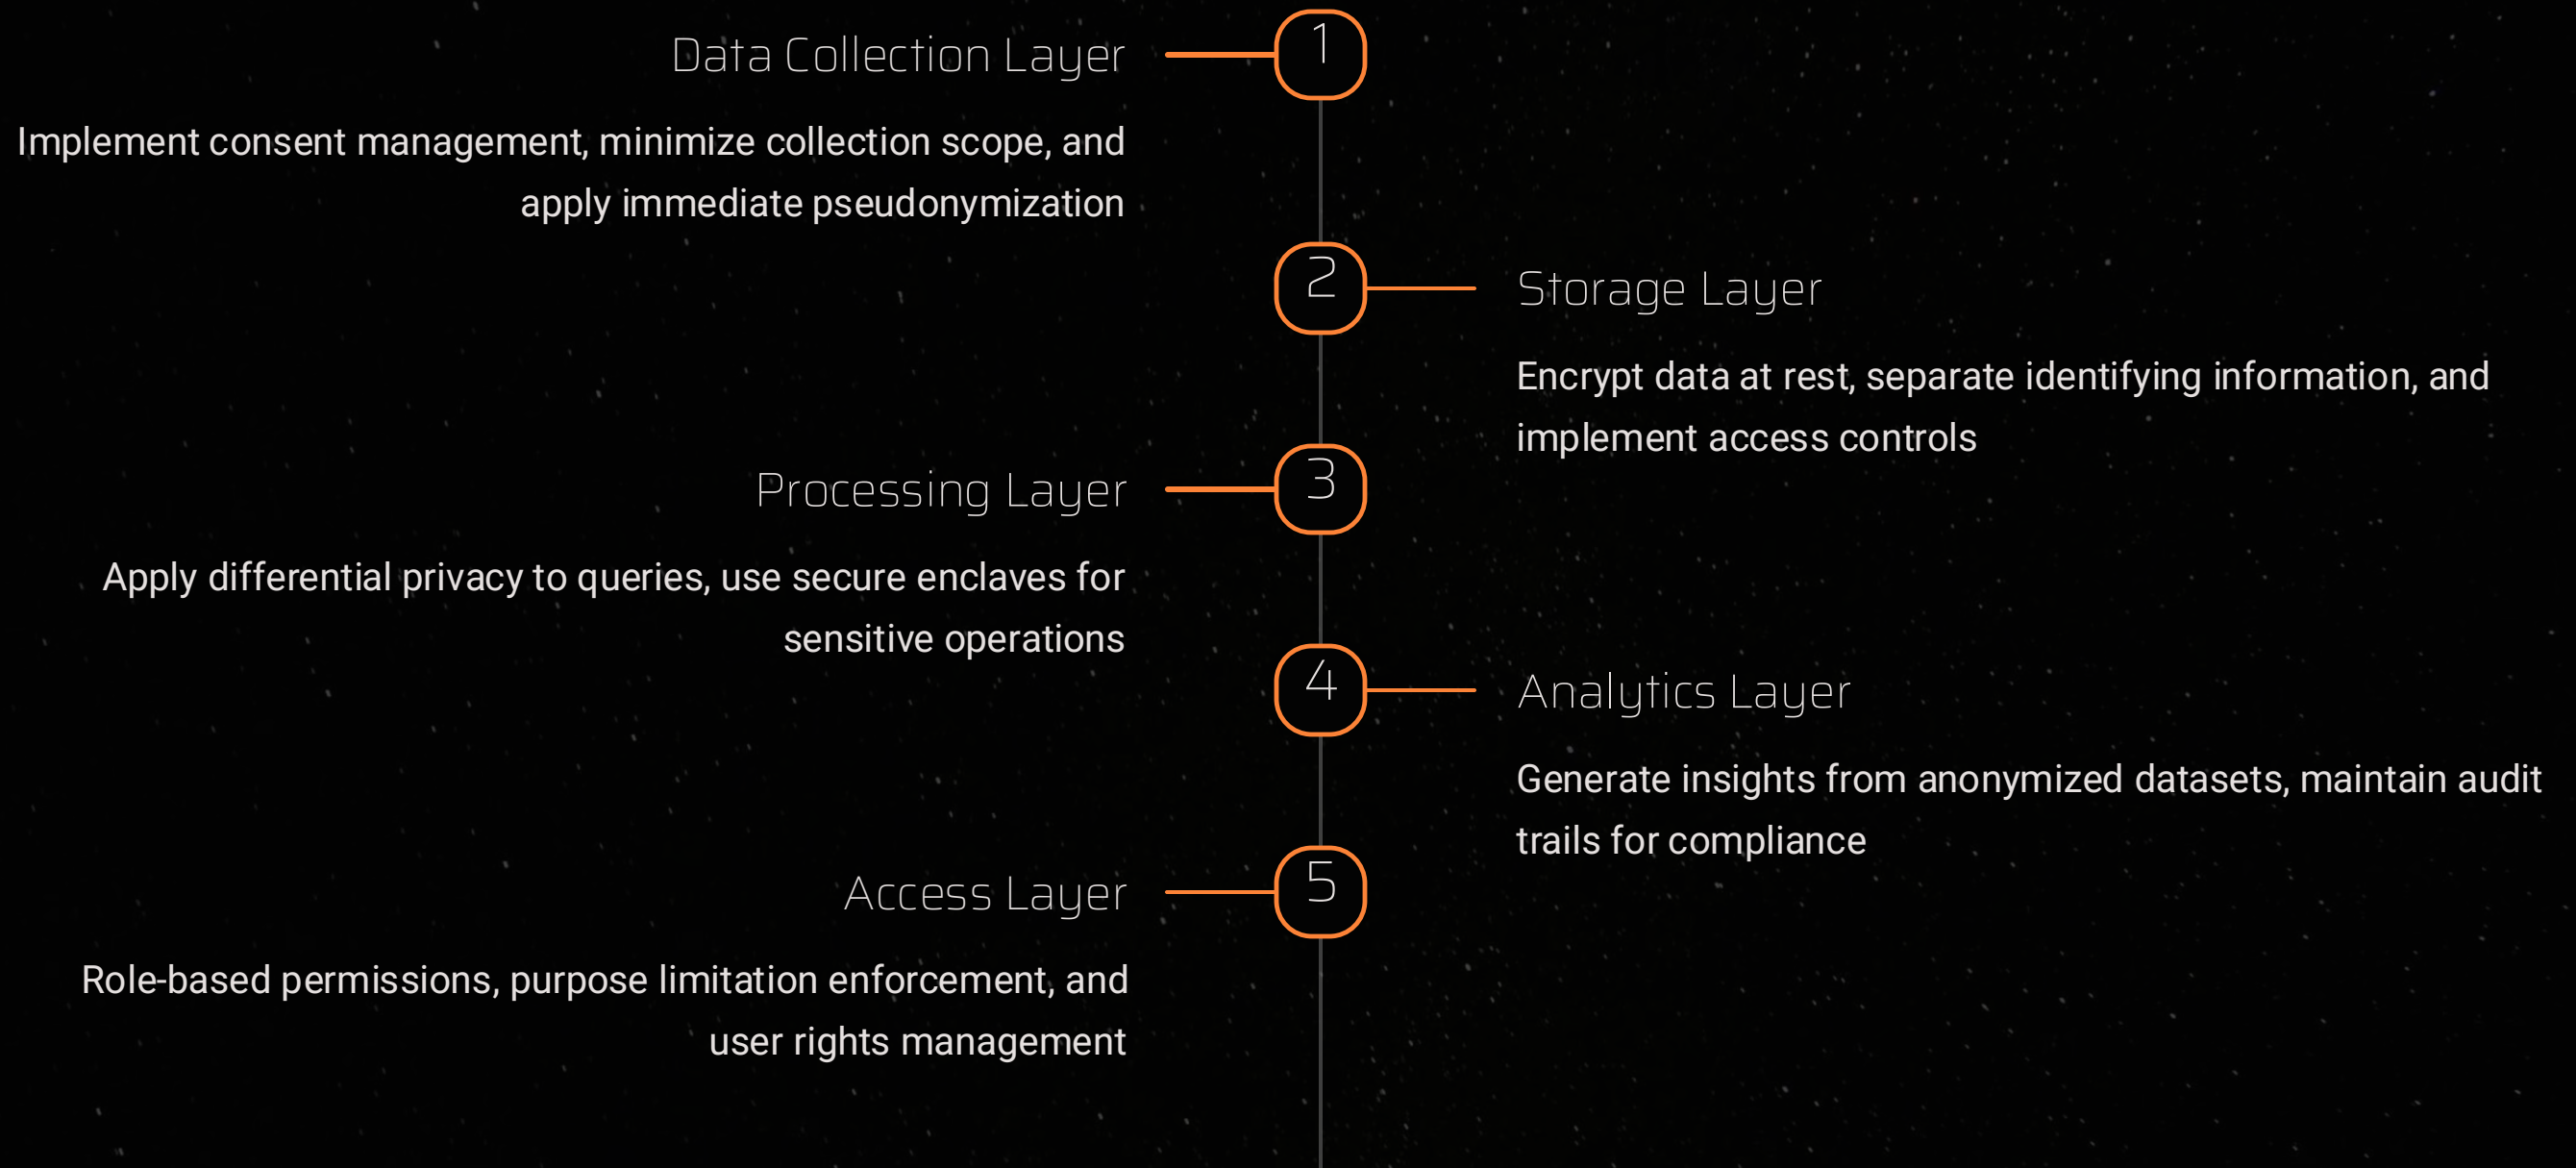 1
Data Collection Layer
Implement consent management, minimize collection scope, and
apply immediate pseudonymization
2
Storage Layer
Encrypt data at rest, separate identifying information, and
implement access controls
3
Processing Layer
Apply differential privacy to queries, use secure enclaves for
sensitive operations
4
Analytics Layer
Generate insights from anonymized datasets, maintain audit
trails for compliance
5
Access Layer
Role-based permissions, purpose limitation enforcement, and
user rights management